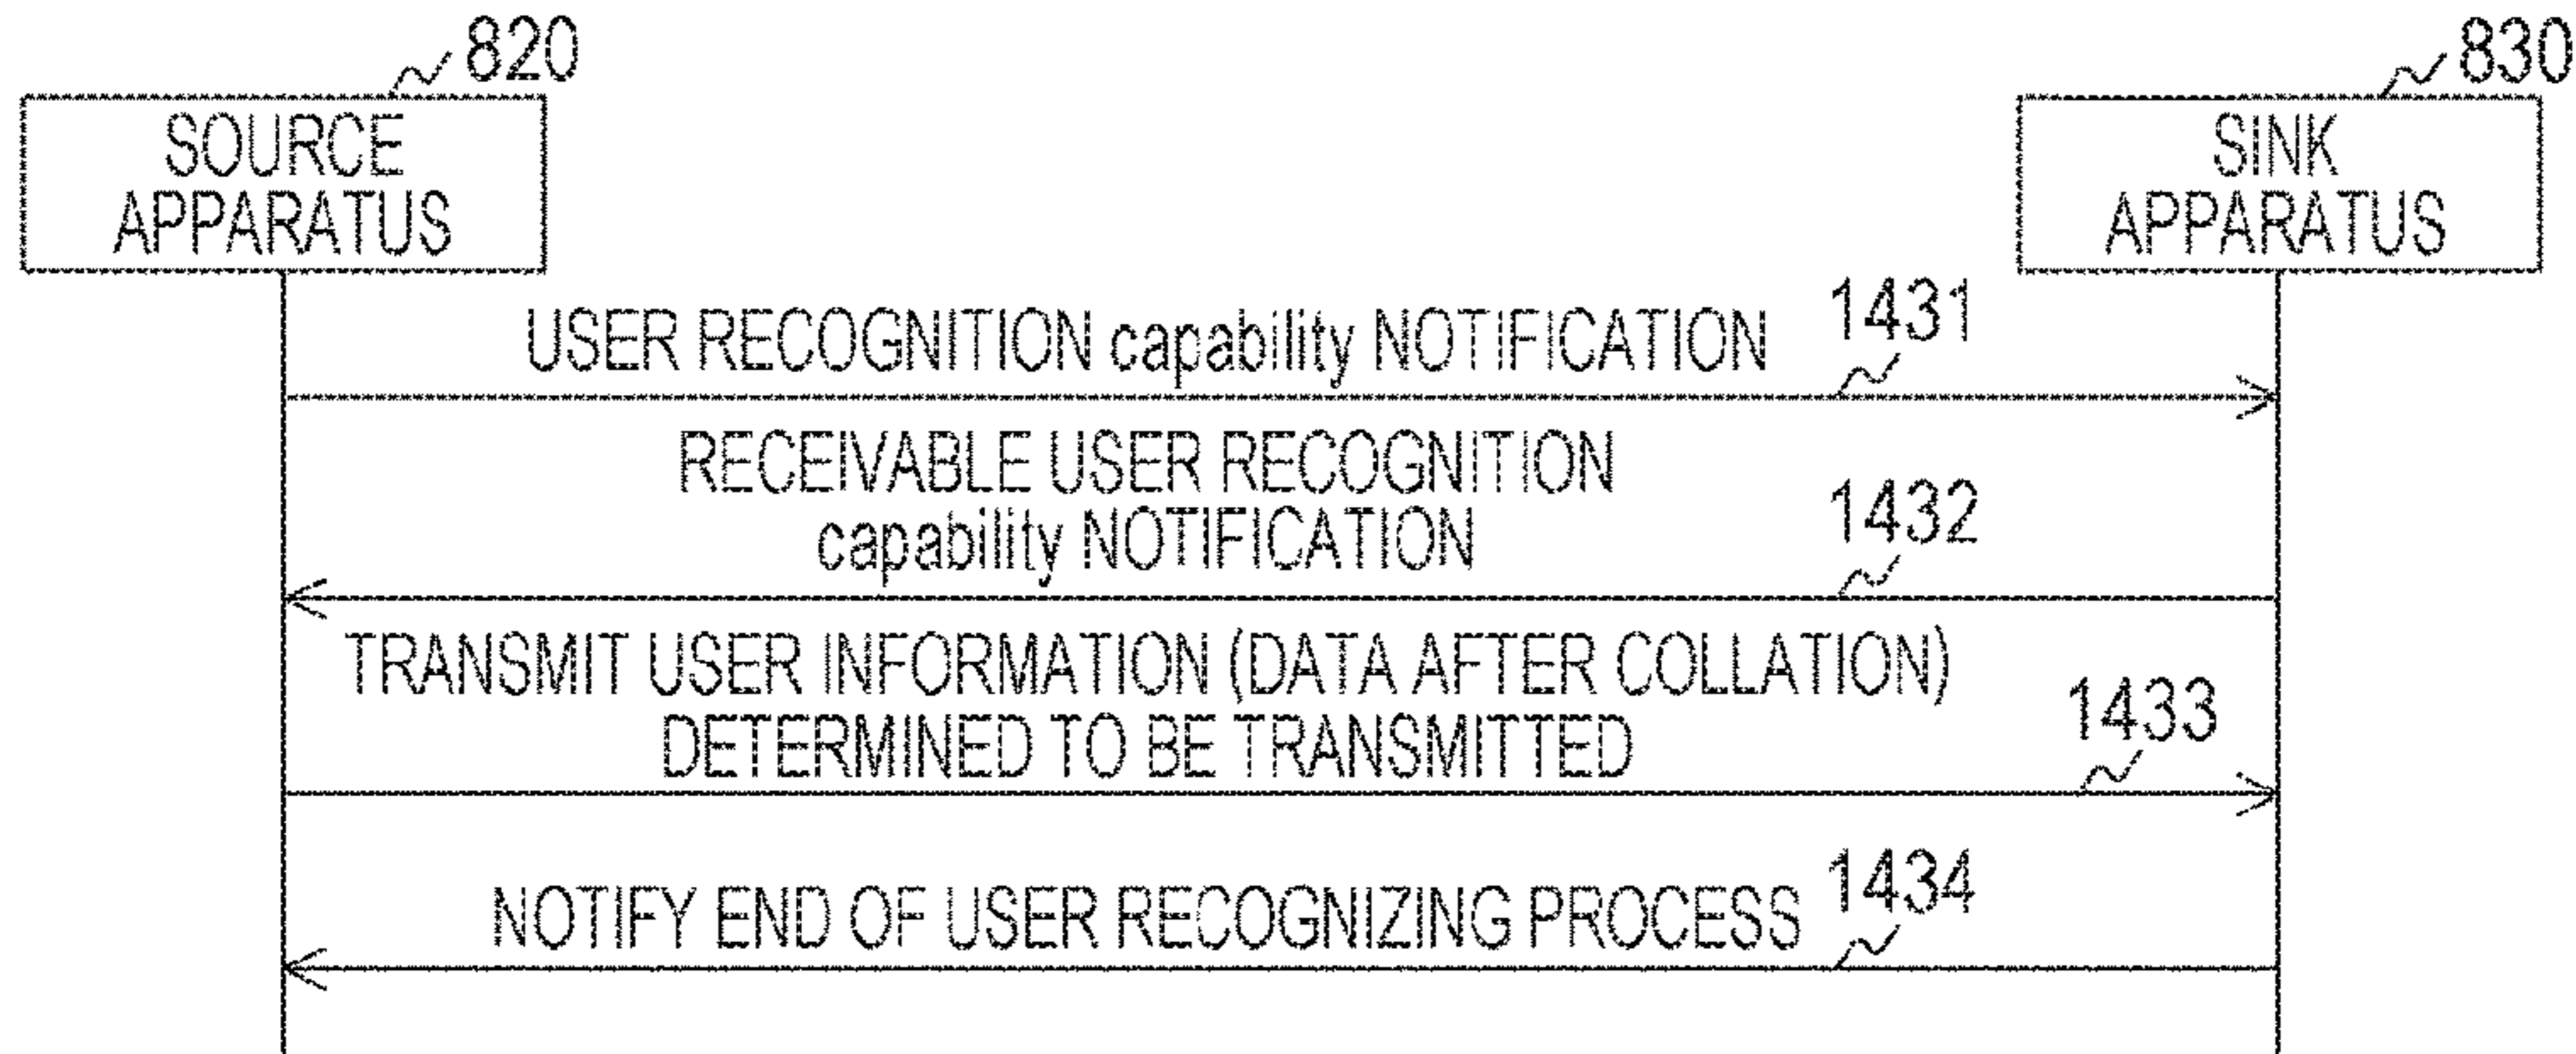 820
830
SOURCE
APPARATUS
SINK
APPARATUS
USER RECOGNITION capability NOTIFICATION
1431
RECEIVABLE USER RECOGNITION
capability NOTIFICATION
1432
TRANSMIT USER INFORMATION (DATA AFTER COLLATION)
DETERMINED TO BE TRANSMITTED
1433
NOTIFY END OF USER RECOGNIZING PROCESS
1434